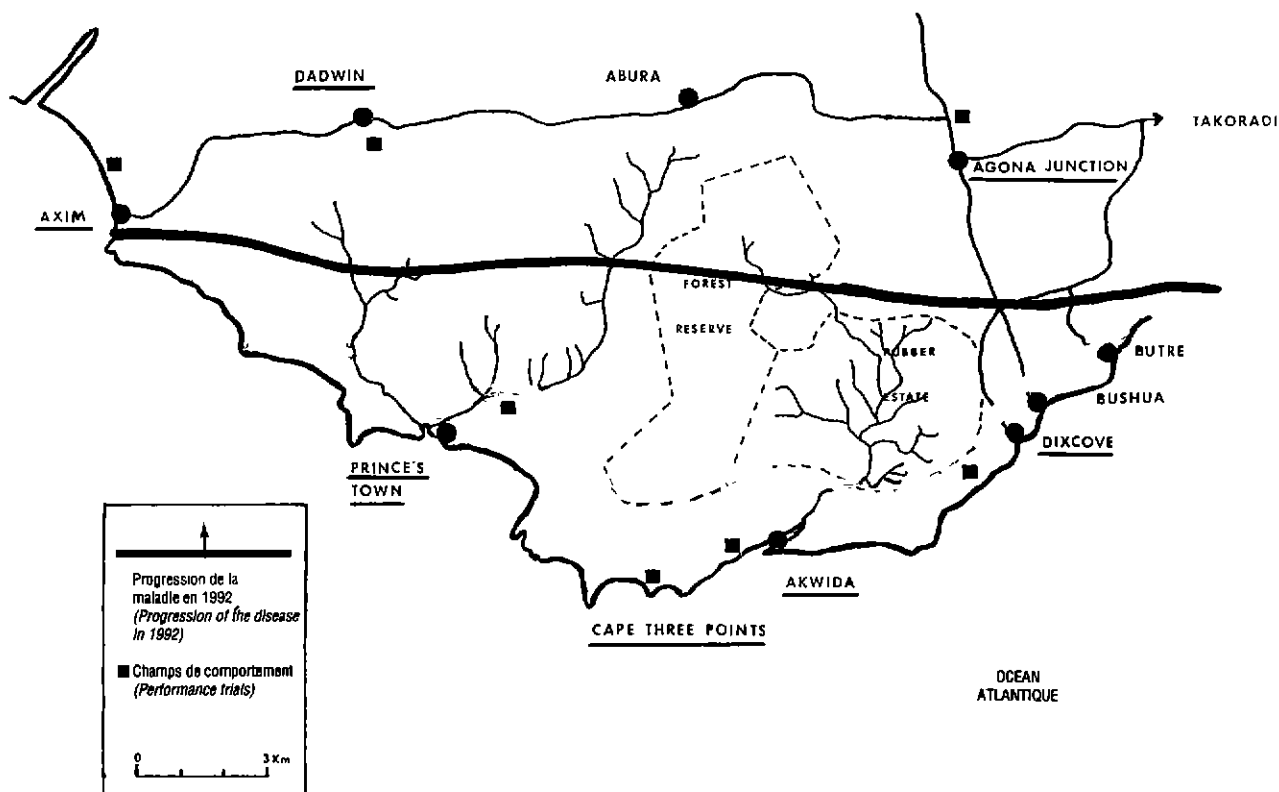 DADWIN
ABURA
TAKORADI
AGONA JUNCTION
AXIM
FOREST
RESERVE
RUBBER
ESTATE
BUTRE
BUSHUA
DIXCOVE
PRINCE'S
TOWN
AKWIDA
CAPE THREE POINTS
OCEAN
ATLANTIQUE
Progression de la
maladie en 1992
(Progression of the disease
in 1992)
Champs de comportement
(Performance trials)
0 3 Km